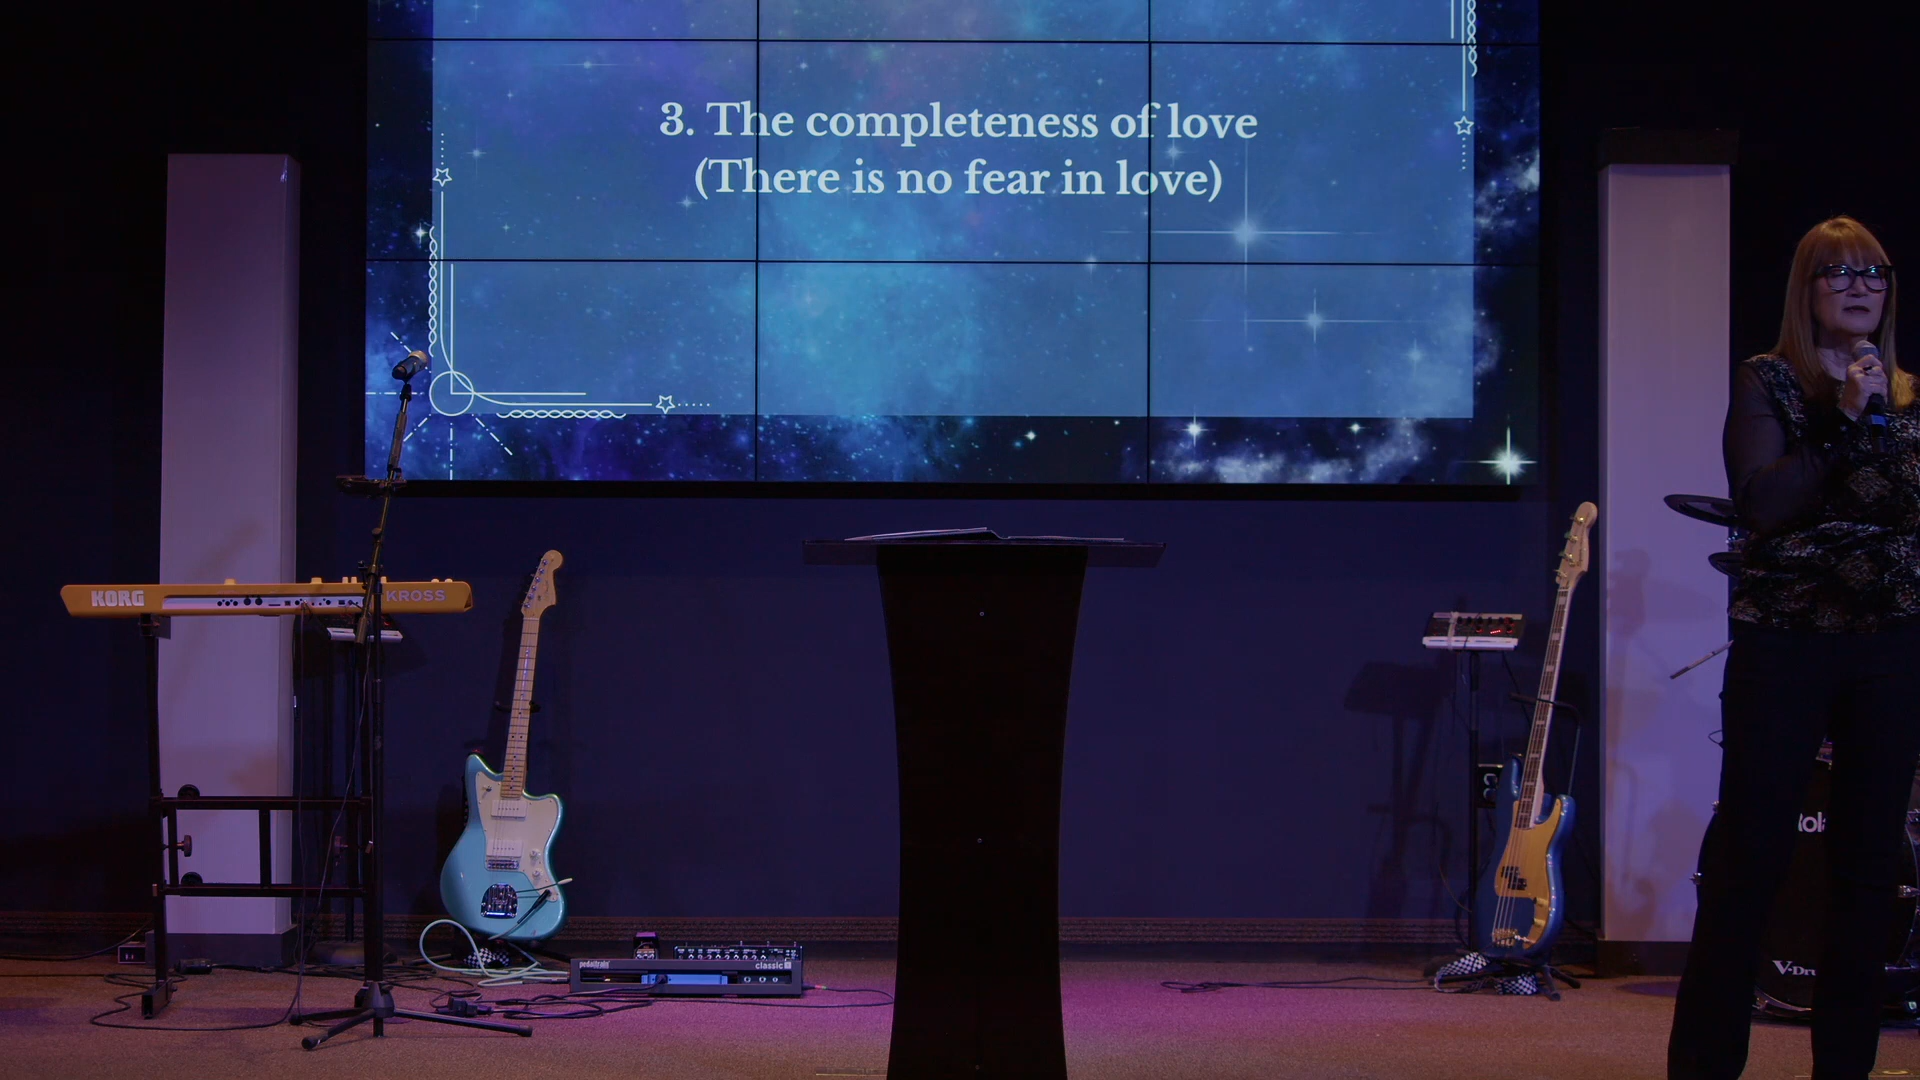 3. The completeness of love
(There is no fear in love)
KORG
KROSS
pedaltrain
classic
V-Dru